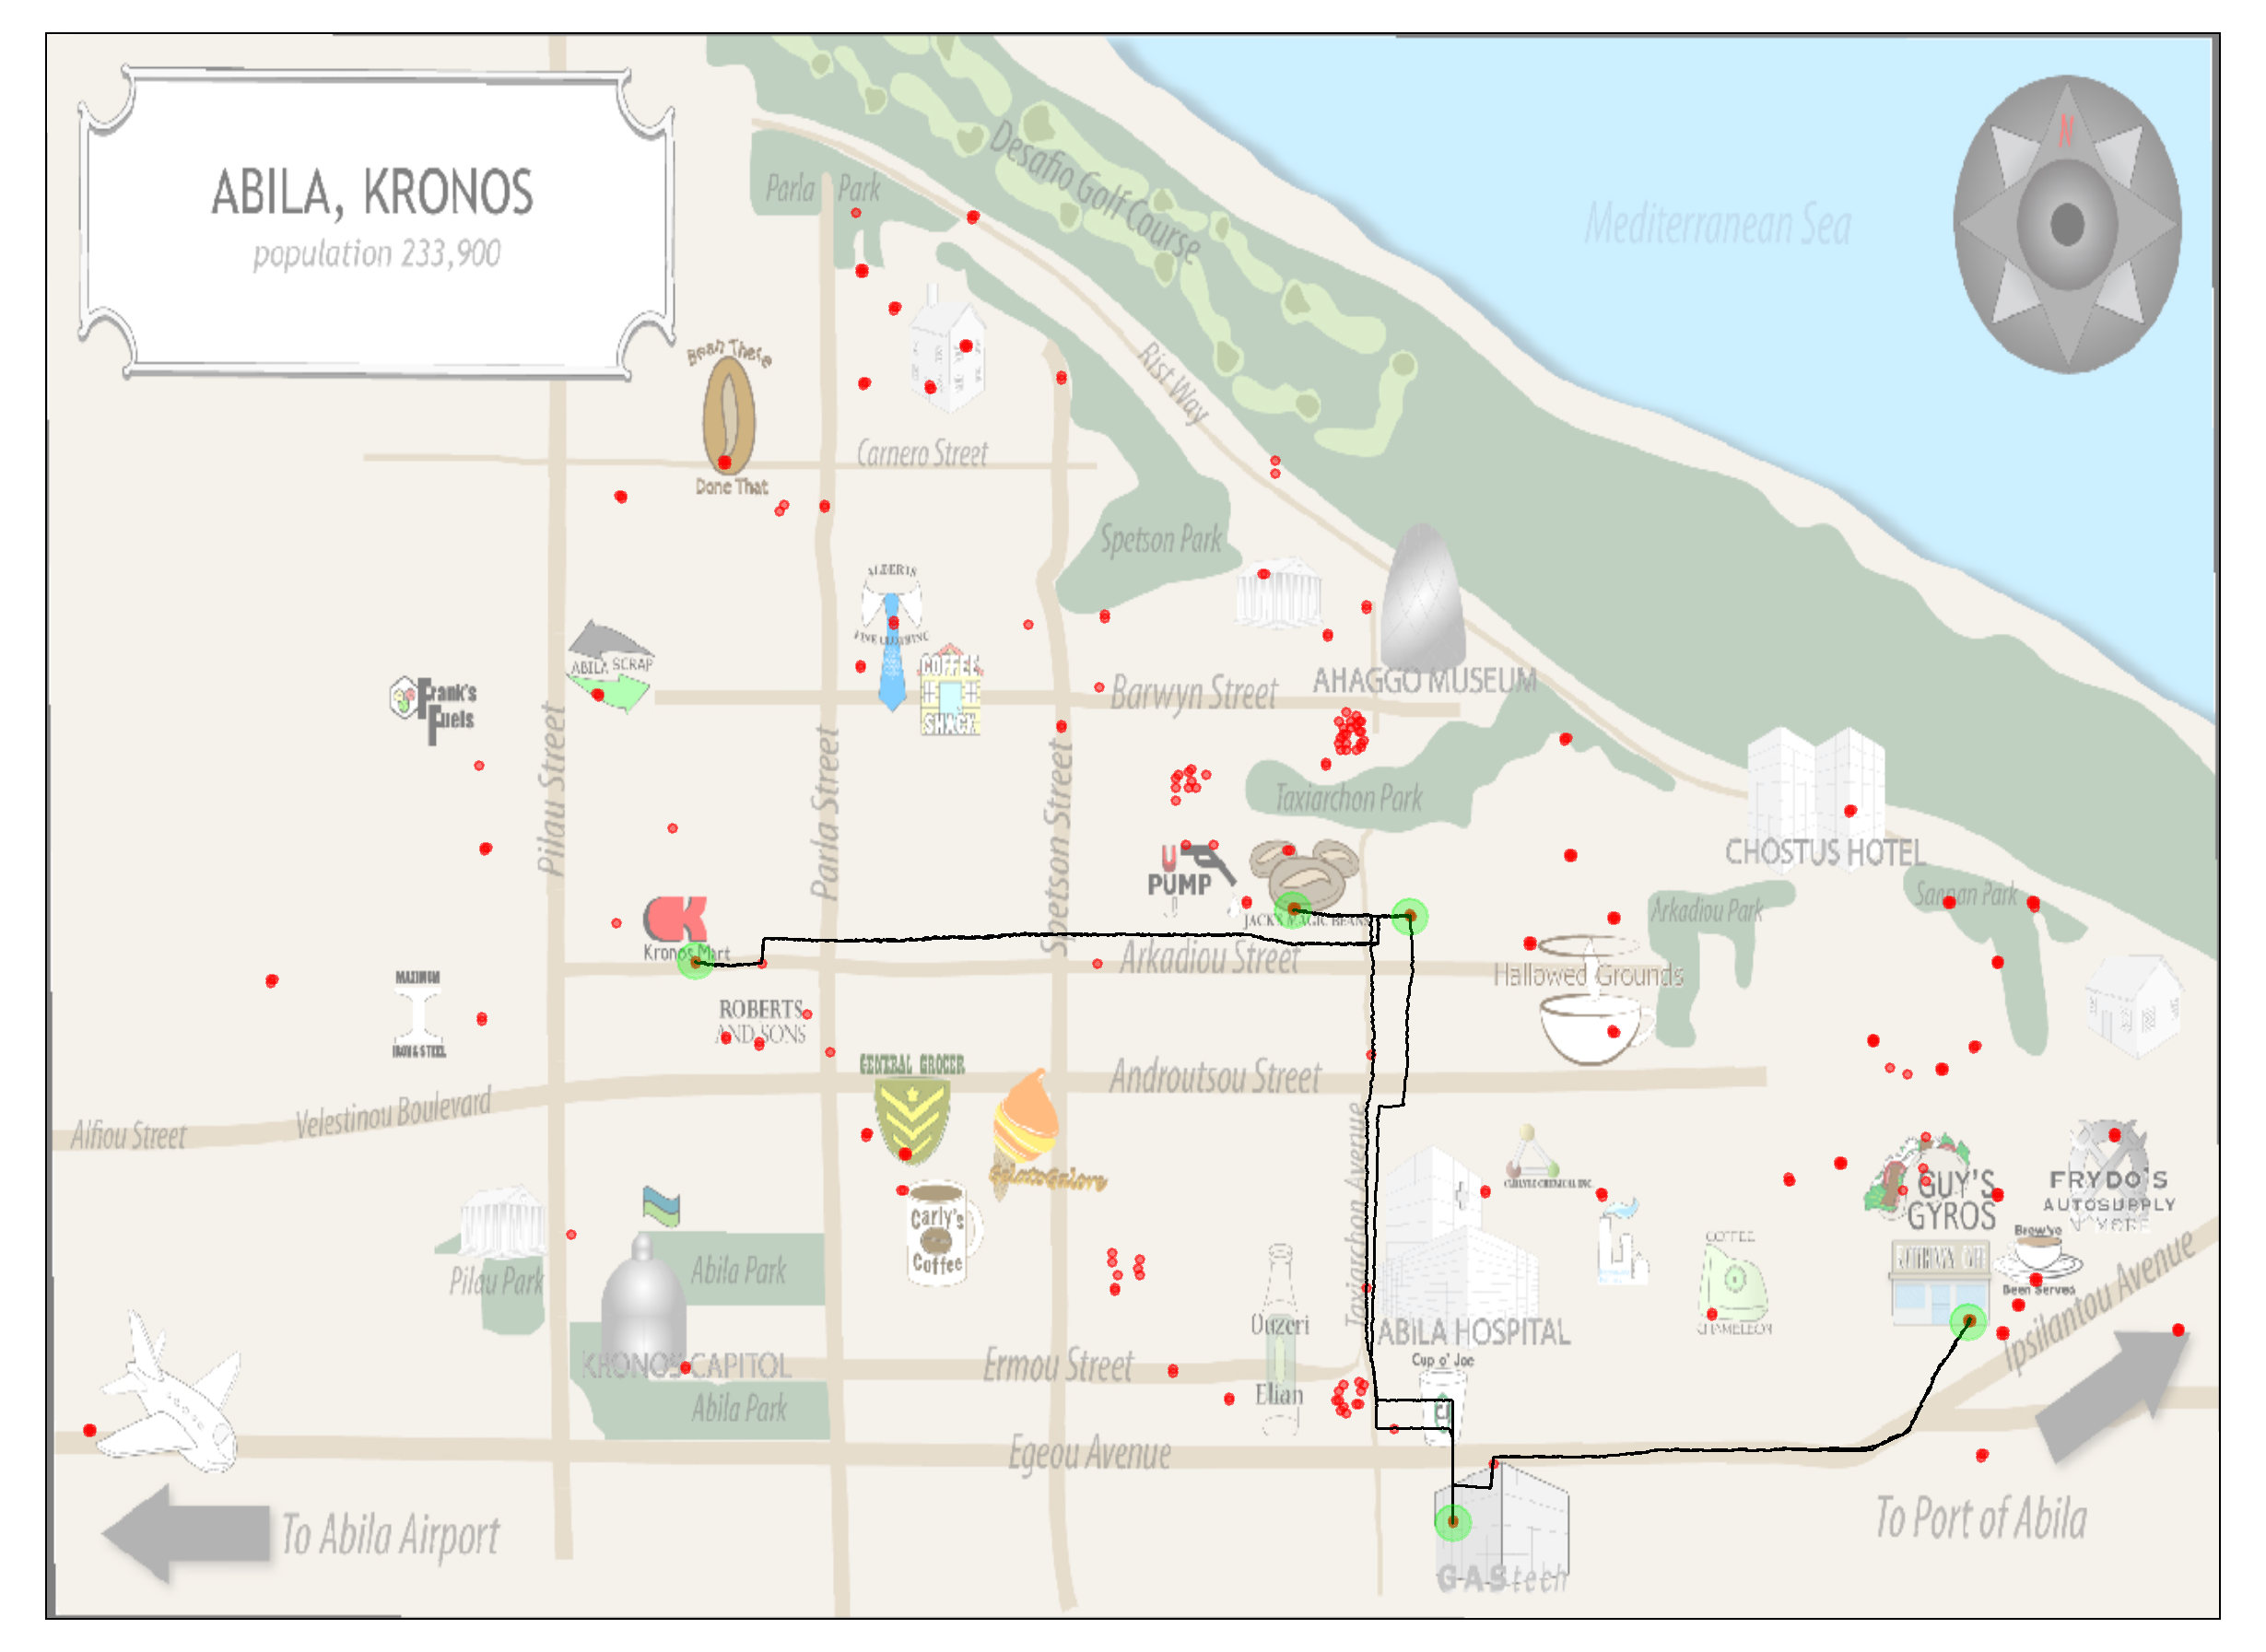 ABILA, KRONOS
population 233,900
N
Parla Park
Desafio Golf Course
Mediterranean Sea
Rist Way
Bean There
Done That
Carnero Street
Spetson Park
ALBERTS
FINE CLOTHING
ABILA SCRAP
Frank's
Fuels
COFFEE
SHACK
Barwyn Street
AHAGGO MUSEUM
Pilau Street
Parla Street
Spetson Street
Taxiarchon Park
CHOSTUS HOTEL
U
PUMP
JACK'S MAGIC BEANS
Arkadiou Park
Sannan Park
Kronos Mart
Arkadiou Street
Hallowed Grounds
MAXIMUM
IRON & STEEL
ROBERTS
AND SONS
GENERAL GROCER
Androutsou Street
Alfiou Street
Velestinou Boulevard
Taxiarchon Avenue
GelatoGalore
CARLYLE CHEMICAL INC.
GUY'S
GYROS
FRYDO'S
AUTOSUPPLY
N' MORE
Carly's
Coffee
Pilau Park
Abila Park
Ouzeri
Elian
ABILA HOSPITAL
COFFEE
CHAMELEON
Brew've
Been Served
Ipsilantou Avenue
KRONOS CAPITOL
Abila Park
Ermou Street
Cup o' Joe
Egeou Avenue
To Abila Airport
To Port of Abila
GAStech